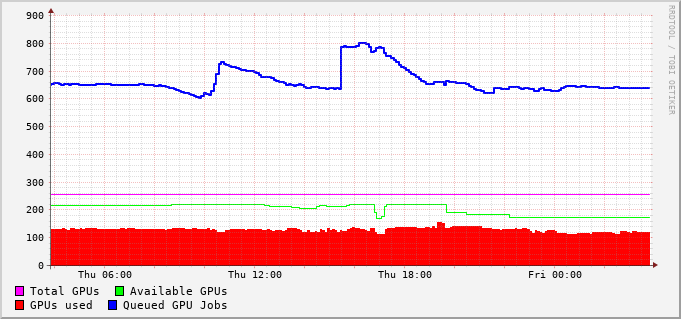 900
800
700
600
500
400
300
200
100
0
Thu 06:00 Thu 12:00 Thu 18:00 Fri 00:00
Total GPUs Available GPUs
GPUs used Queued GPU Jobs
RRDTOOL / TOBI OETIKER